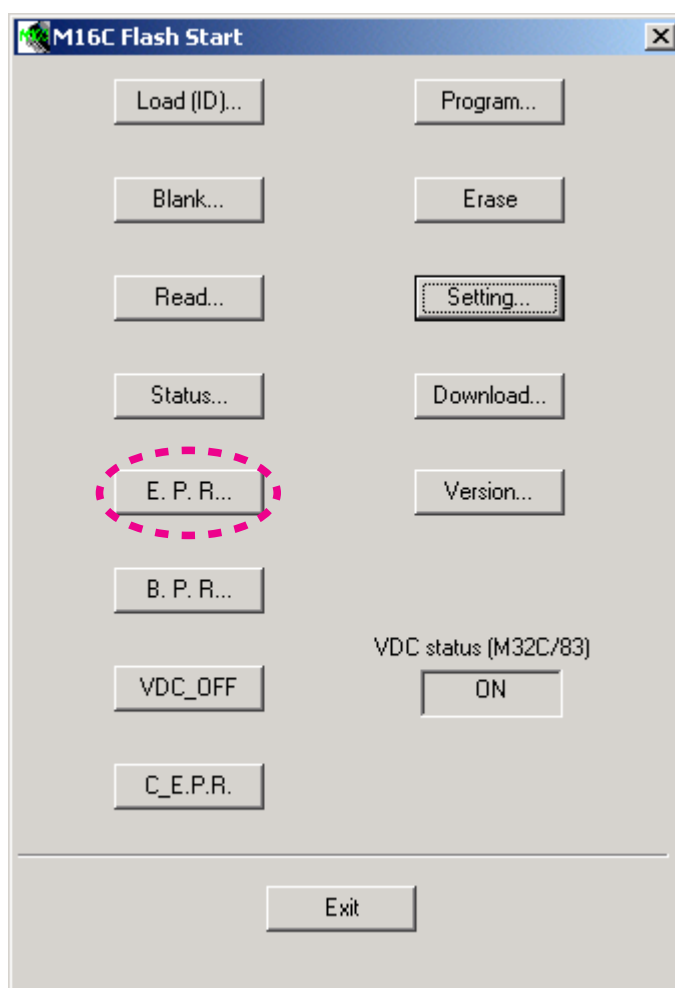 M16C Flash Start
Load (ID)...
Program...
Blank...
Erase
Read...
Setting...
Status...
Download...
E. P. R...
Version...
B. P. R...
VDC status (M32C/83)
VDC_OFF
ON
C_E.P.R.
Exit